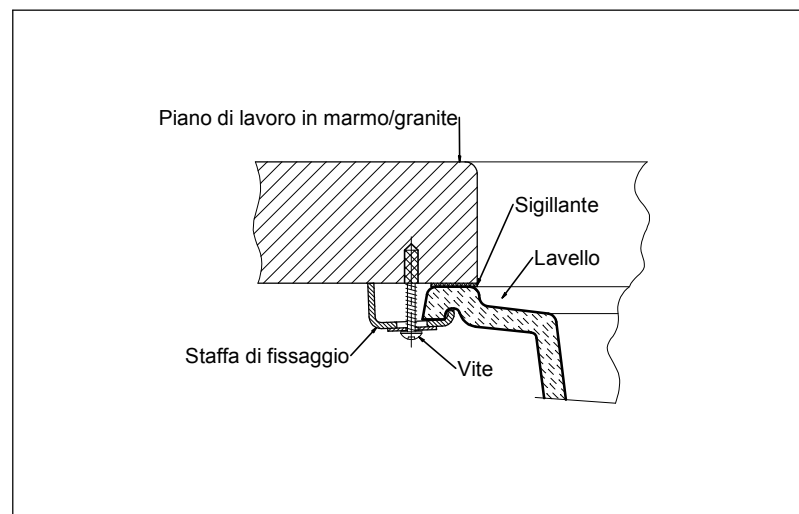 Piano di lavoro in marmo/granite
Sigillante
Lavello
Staffa di fissaggio
Vite